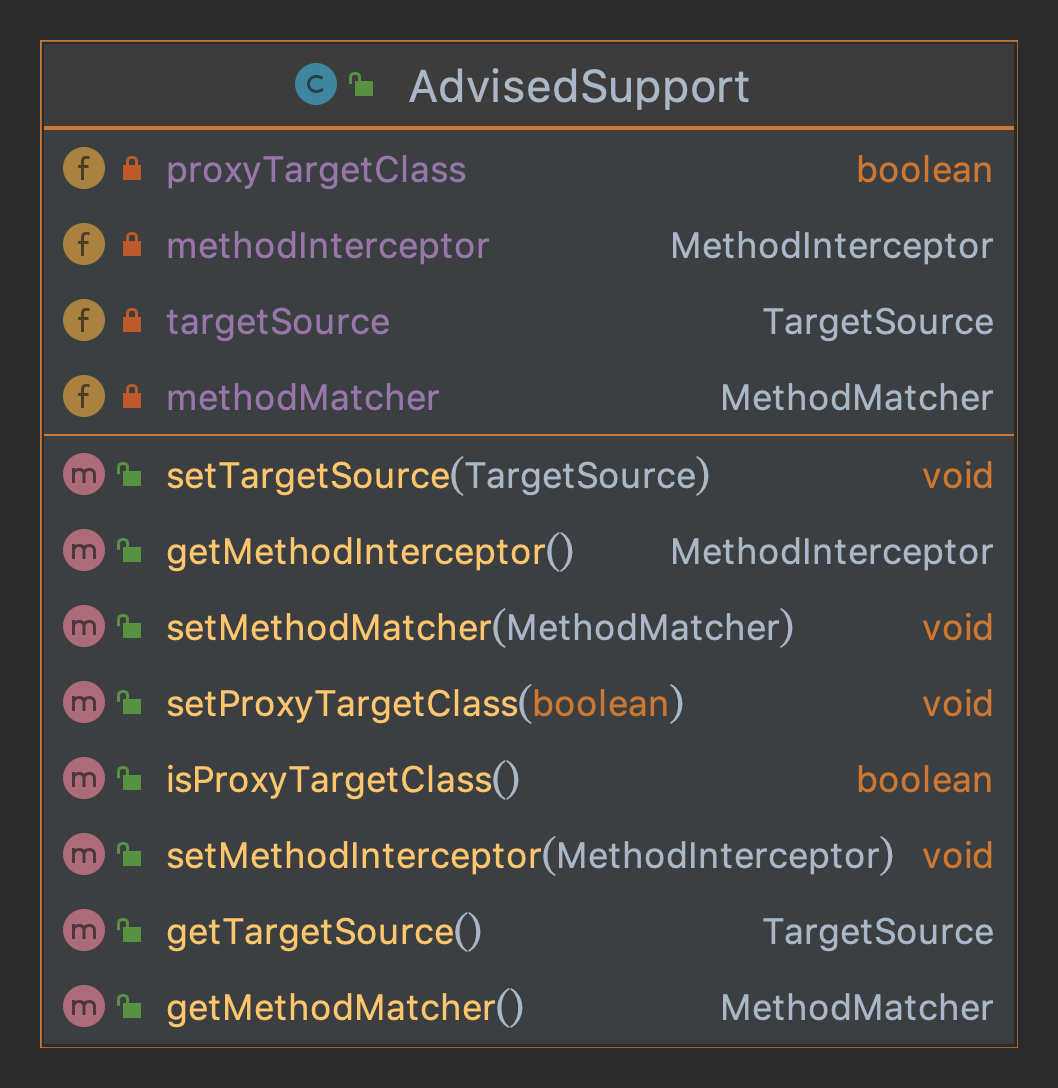 C AdvisedSupport
f proxyTargetClass boolean
f methodInterceptor MethodInterceptor
f targetSource TargetSource
f methodMatcher MethodMatcher
m setTargetSource(TargetSource) void
m getMethodInterceptor() MethodInterceptor
m setMethodMatcher(MethodMatcher) void
m setProxyTargetClass(boolean) void
m isProxyTargetClass() boolean
m setMethodInterceptor(MethodInterceptor) void
m getTargetSource() TargetSource
m getMethodMatcher() MethodMatcher